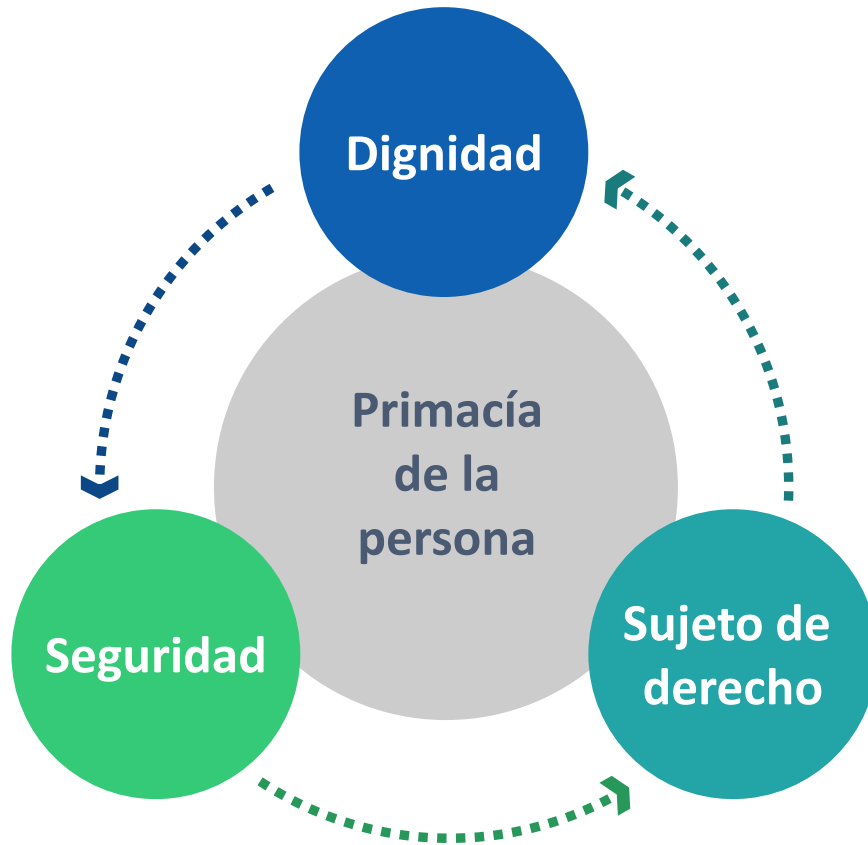 Dignidad
Primacía
de la
persona
Seguridad
Sujeto de
derecho